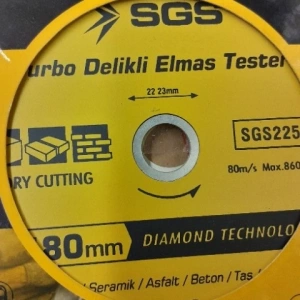 SGS
urbo Delikli Elmas Tester
22 23mm
SGS225
80m/s Max.860
DRY CUTTING
80mm
DIAMOND TECHNOLO
Seramik / Asfalt / Beton / Taş /